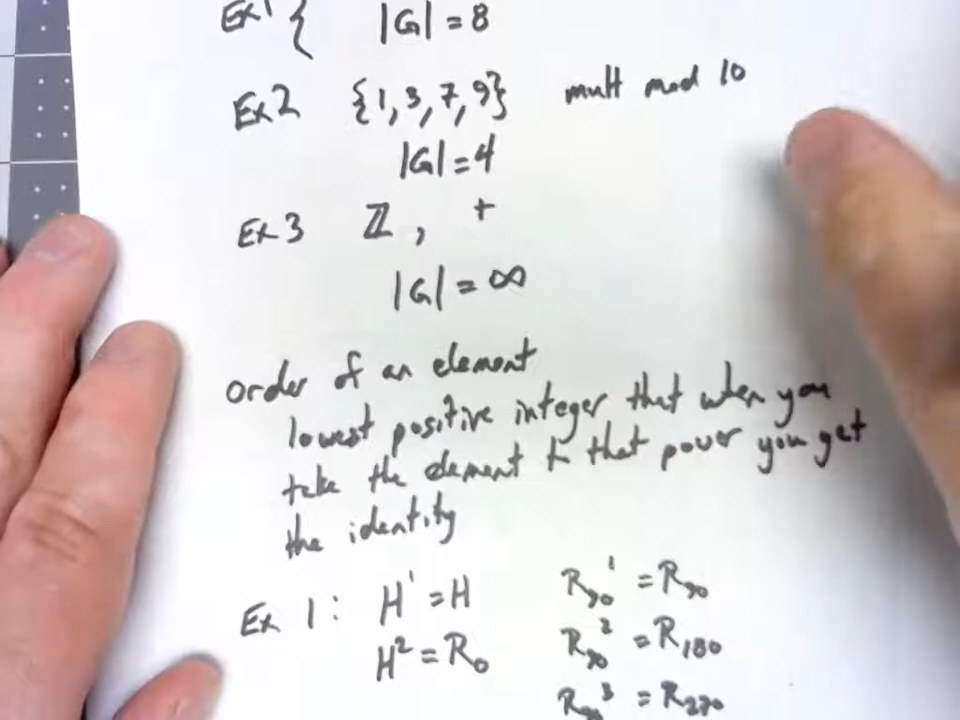 Ex1 { |G| = 8
Ex2 {1, 3, 7, 9} mult mod 10
|G| = 4
Ex3 ℤ, +
|G| = ∞
order of an element
lowest positive integer that when you
take the element to that power you get
the identity
Ex 1: H¹ = H R₉₀¹ = R₉₀
H² = R₀ R₉₀² = R₁₈₀
R₉₀³ = R₂₇₀